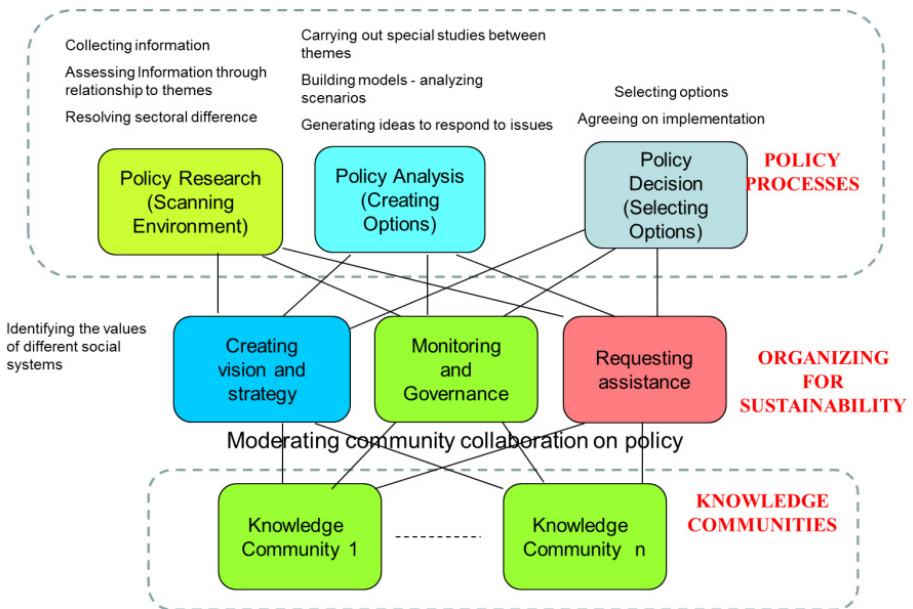 Collecting information
Assessing Information through
relationship to themes
Resolving sectoral difference
Carrying out special studies between
themes
Building models - analyzing
scenarios
Generating ideas to respond to issues
Selecting options
Agreeing on implementation
Policy Research
(Scanning
Environment)
Policy Analysis
(Creating
Options)
Policy
Decision
(Selecting
Options)
POLICY
PROCESSES
Identifying the values
of different social
systems
Creating
vision and
strategy
Monitoring
and
Governance
Requesting
assistance
ORGANIZING
FOR
SUSTAINABILITY
Moderating community collaboration on policy
Knowledge
Community 1
Knowledge
Community n
KNOWLEDGE
COMMUNITIES